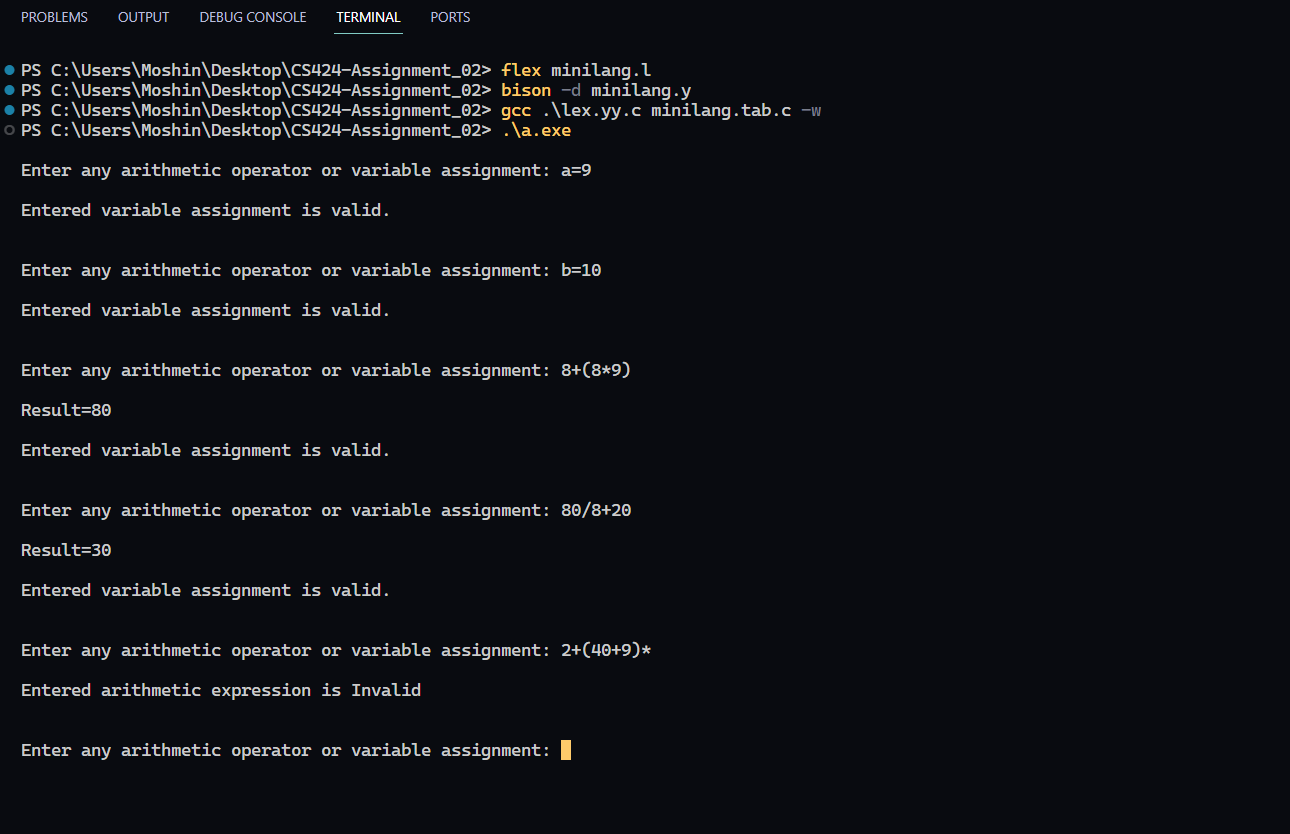 PROBLEMS OUTPUT DEBUG CONSOLE TERMINAL PORTS
PS C:\Users\Moshin\Desktop\CS424-Assignment_02> flex minilang.l
PS C:\Users\Moshin\Desktop\CS424-Assignment_02> bison -d minilang.y
PS C:\Users\Moshin\Desktop\CS424-Assignment_02> gcc .\lex.yy.c minilang.tab.c -w
PS C:\Users\Moshin\Desktop\CS424-Assignment_02> .\a.exe
Enter any arithmetic operator or variable assignment: a=9
Entered variable assignment is valid.
Enter any arithmetic operator or variable assignment: b=10
Entered variable assignment is valid.
Enter any arithmetic operator or variable assignment: 8+(8*9)
Result=80
Entered variable assignment is valid.
Enter any arithmetic operator or variable assignment: 80/8+20
Result=30
Entered variable assignment is valid.
Enter any arithmetic operator or variable assignment: 2+(40+9)*
Entered arithmetic expression is Invalid
Enter any arithmetic operator or variable assignment: